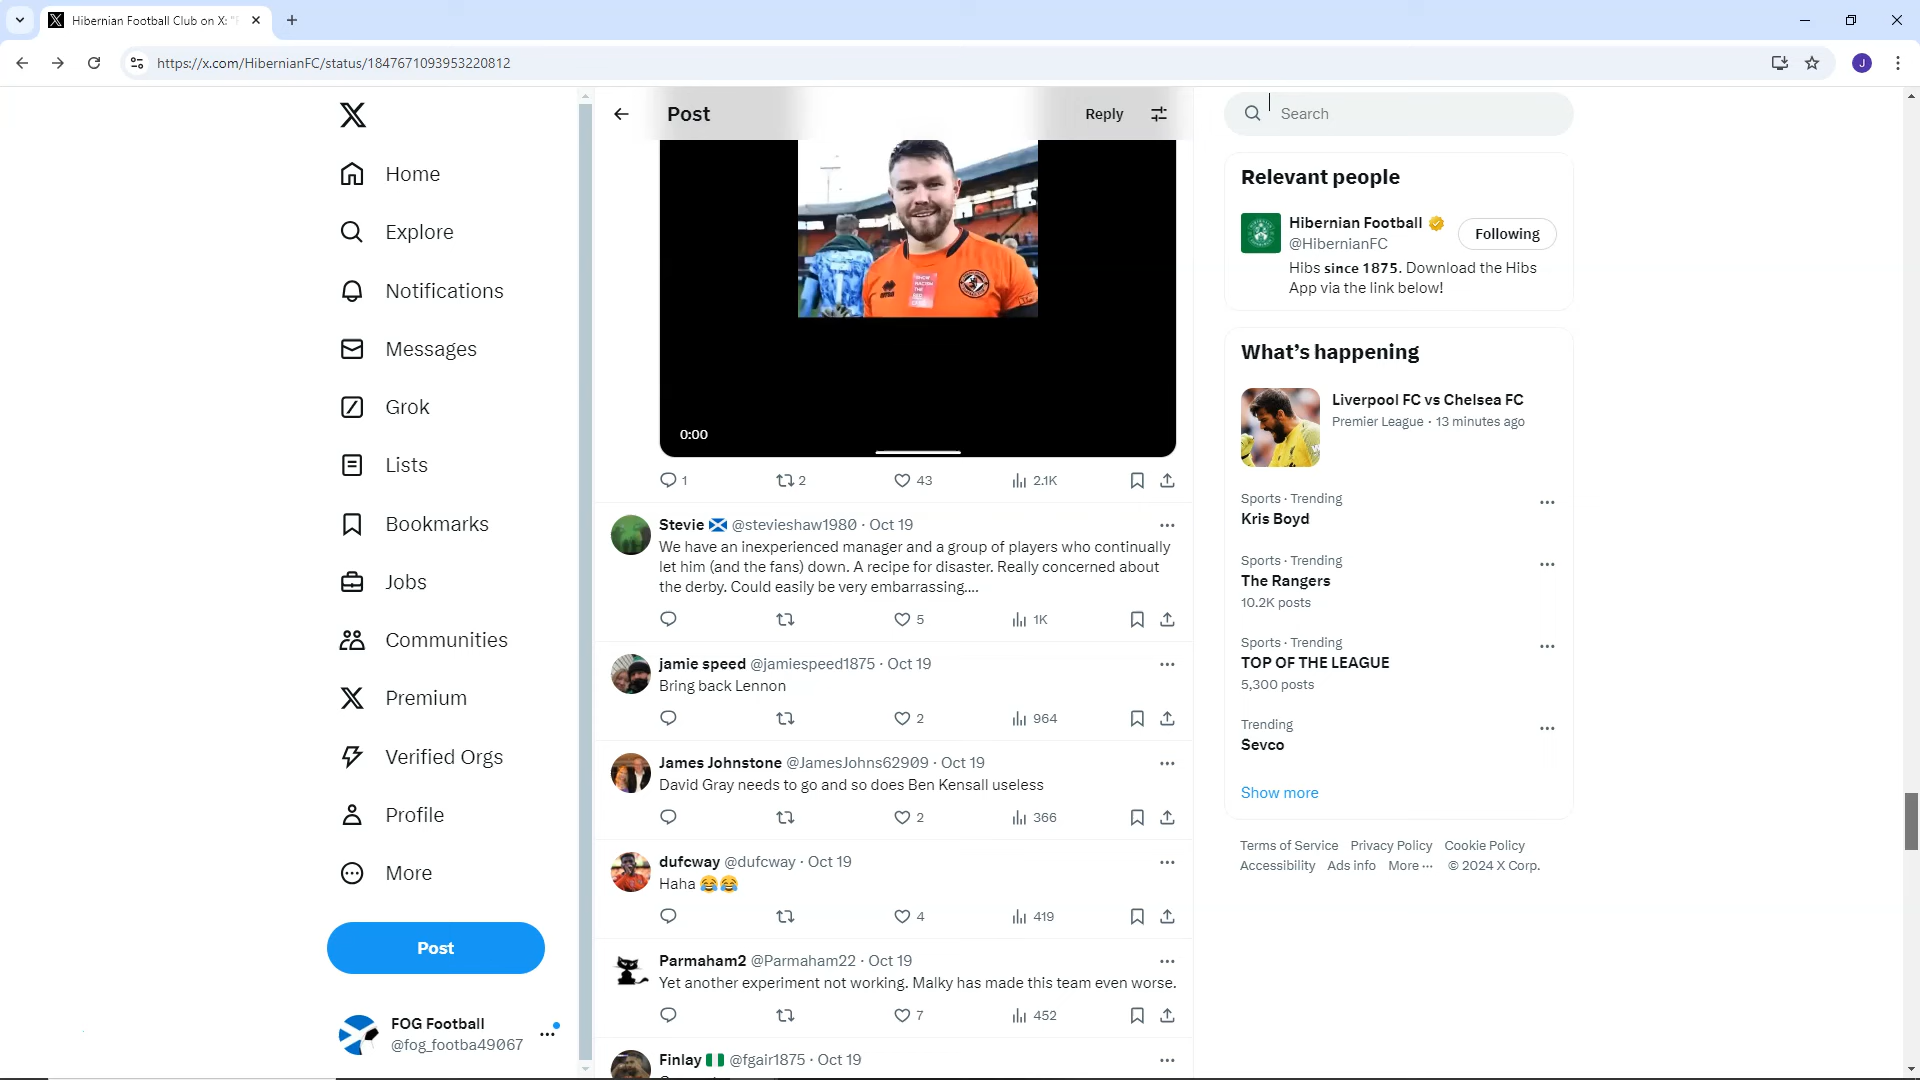 Hibernian Football Club on X: "F
https://x.com/HibernianFC/status/1847671093953220812
J
Home
Explore
Notifications
Messages
Grok
Lists
Bookmarks
Jobs
Communities
Premium
Verified Orgs
Profile
More
Post
FOG Football
@fog_footba49067
Post
Reply
SHOW
RACISM
THE
RED
0:00
1
2
43
2.1K
Stevie 🏴󠁧󠁢󠁳󠁣󠁴󠁿 @stevieshaw1980 · Oct 19
We have an inexperienced manager and a group of players who continually
let him (and the fans) down. A recipe for disaster. Really concerned about
the derby. Could easily be very embarrassing....
5
1K
jamie speed @jamiespeed1875 · Oct 19
Bring back Lennon
2
964
James Johnstone @JamesJohns62909 · Oct 19
David Gray needs to go and so does Ben Kensall useless
2
366
dufcway @dufcway · Oct 19
Haha 😂😂
4
419
Parmaham2 @Parmaham22 · Oct 19
Yet another experiment not working. Malky has made this team even worse.
7
452
Finlay 🇳🇬 @fgair1875 · Oct 19
Search
Relevant people
Hibernian Football
@HibernianFC
Following
Hibs since 1875. Download the Hibs
App via the link below!
What's happening
Liverpool FC vs Chelsea FC
Premier League · 13 minutes ago
Sports · Trending
Kris Boyd
Sports · Trending
The Rangers
10.2K posts
Sports · Trending
TOP OF THE LEAGUE
5,300 posts
Trending
Sevco
Show more
Terms of Service Privacy Policy Cookie Policy
Accessibility Ads info More ··· © 2024 X Corp.